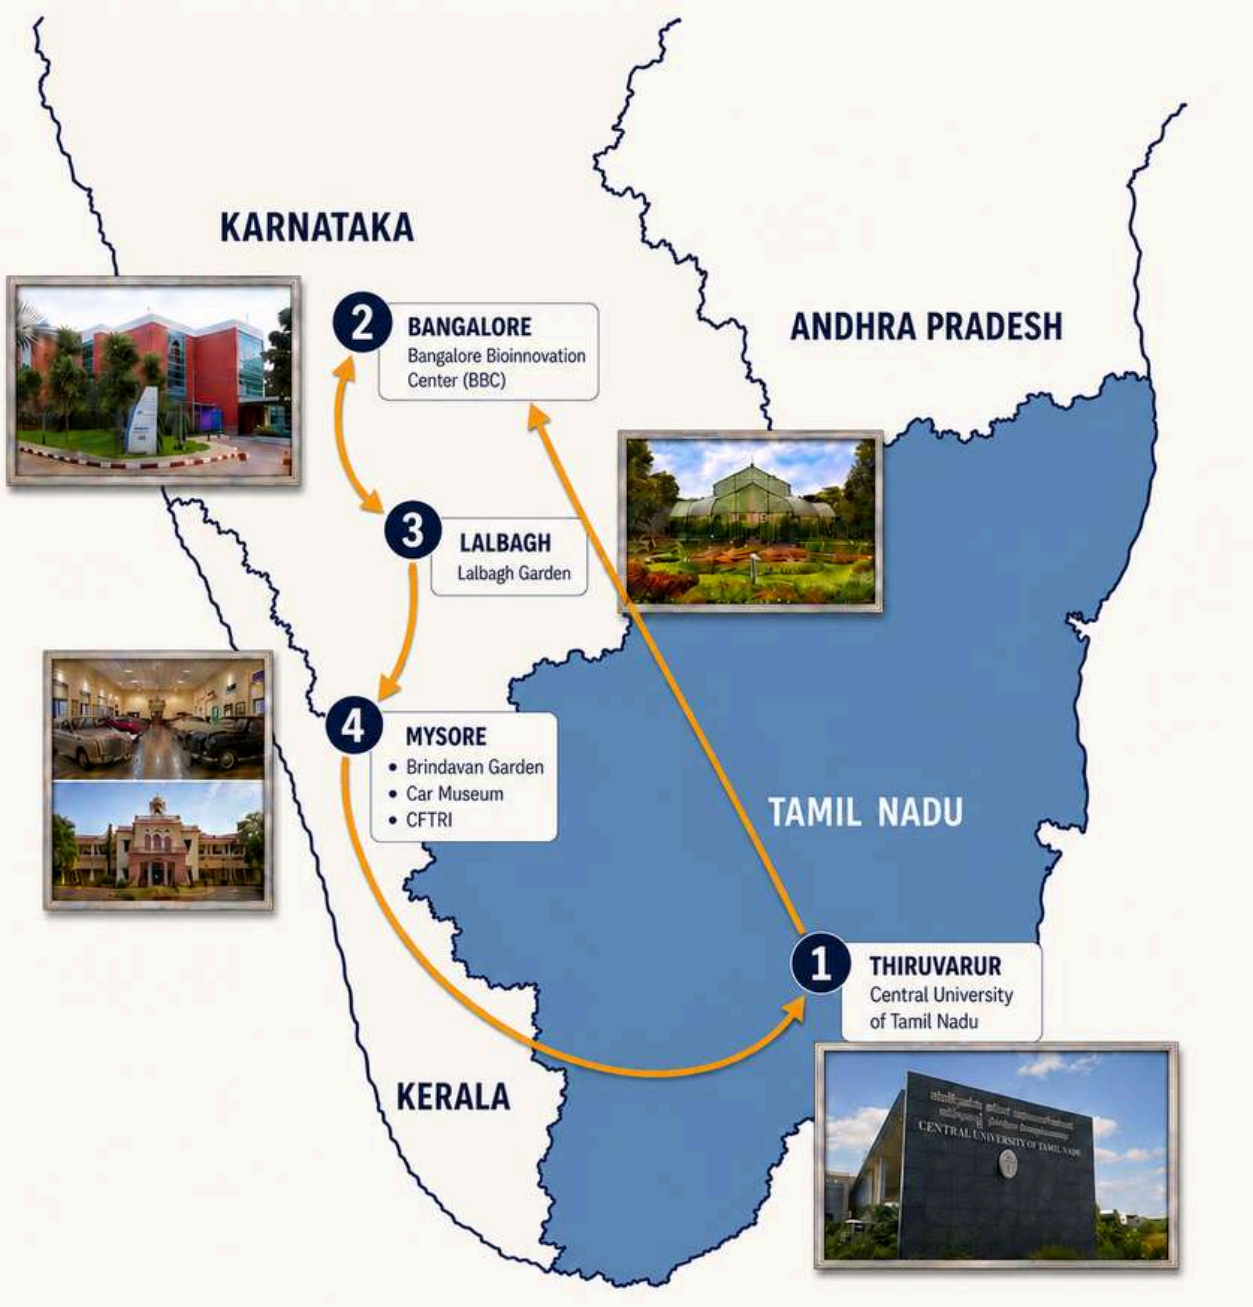 KARNATAKA
2
BANGALORE
Bangalore Bioinnovation
Center (BBC)
ANDHRA PRADESH
3
LALBAGH
Lalbagh Garden
4
MYSORE
• Brindavan Garden
• Car Museum
• CFTRI
TAMIL NADU
1
THIRUVARUR
Central University
of Tamil Nadu
KERALA
CENTRAL UNIVERSITY OF TAMIL NADU